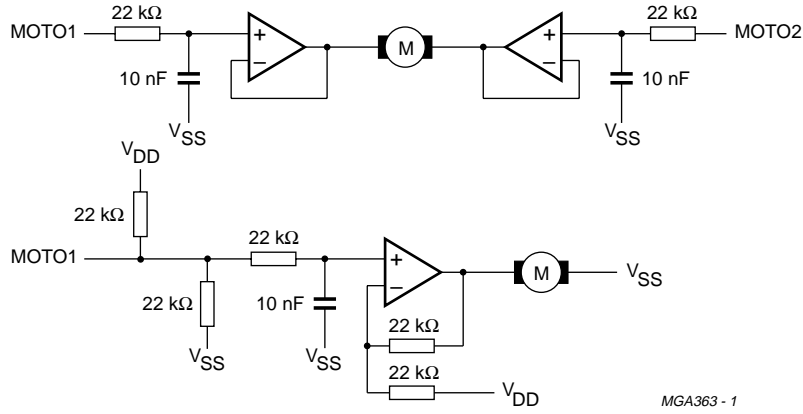 22 kΩ 22 kΩ
MOTO1 + M + MOTO2
− −
10 nF 10 nF
VSS VSS
VDD
22 kΩ
MOTO1 22 kΩ + M VSS
22 kΩ 10 nF −
22 kΩ
VSS VSS
22 kΩ
VDD
MGA363 - 1